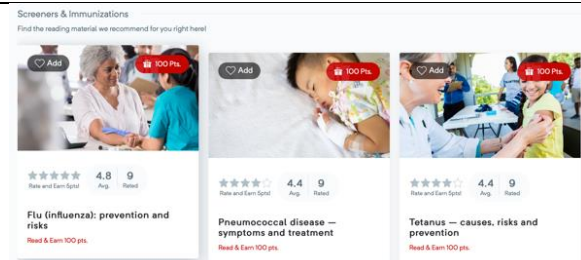 Screeners & Immunizations
Find the reading material we recommend for you right here!
Add
100 Pts.
4.8
9
Rate and Earn 5ptd
Avg.
Rated
Flu (influenza): prevention and
risks
Read & Earn 100 pts.
Add
100 Pts.
4.4
9
Rate and Earn 5ptd
Avg.
Rated
Pneumococcal disease —
symptoms and treatment
Read & Earn 100 pts.
Add
100 Pts.
4.4
9
Rate and Earn 5ptd
Avg.
Rated
Tetanus — causes, risks and
prevention
Read & Earn 100 pts.